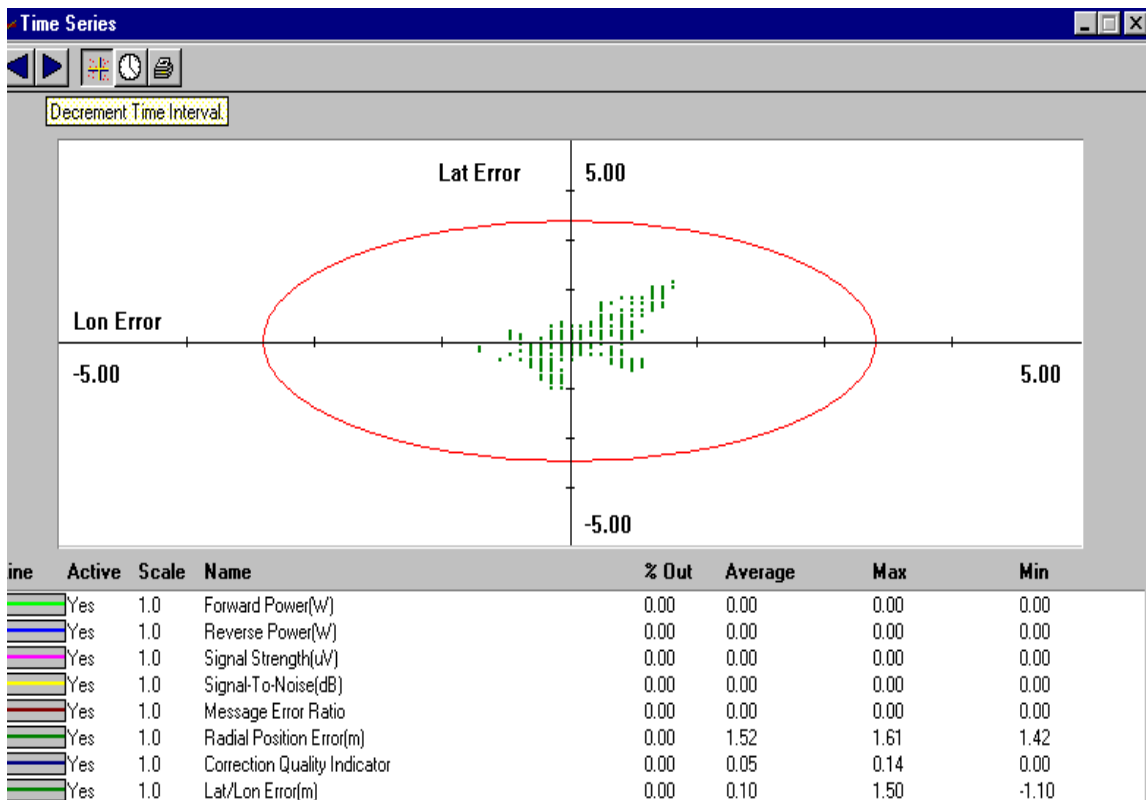 Time Series
Decrement Time Interval.
Lat Error 5.00
Lon Error
-5.00 5.00
-5.00
ine Active Scale Name % Out Average Max Min
Yes 1.0 Forward Power(W) 0.00 0.00 0.00 0.00
Yes 1.0 Reverse Power(W) 0.00 0.00 0.00 0.00
Yes 1.0 Signal Strength(uV) 0.00 0.00 0.00 0.00
Yes 1.0 Signal-To-Noise(dB) 0.00 0.00 0.00 0.00
Yes 1.0 Message Error Ratio 0.00 0.00 0.00 0.00
Yes 1.0 Radial Position Error(m) 0.00 1.52 1.61 1.42
Yes 1.0 Correction Quality Indicator 0.00 0.05 0.14 0.00
Yes 1.0 Lat/Lon Error(m) 0.00 0.10 1.50 -1.10